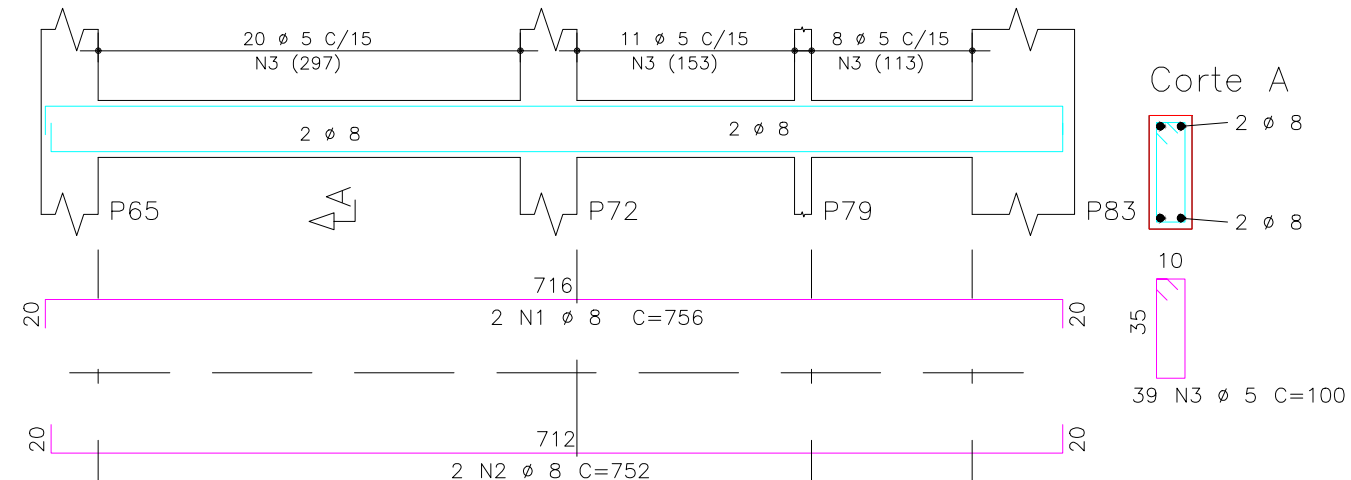 20 ø 5 C/15
N3 (297)
11 ø 5 C/15
N3 (153)
8 ø 5 C/15
N3 (113)
Corte A
2 ø 8
2 ø 8
2 ø 8
2 ø 8
A
P65
P72
P79
P83
10
35
39 N3 ø 5 C=100
716
20
2 N1 ø 8 C=756
20
712
20
2 N2 ø 8 C=752
20